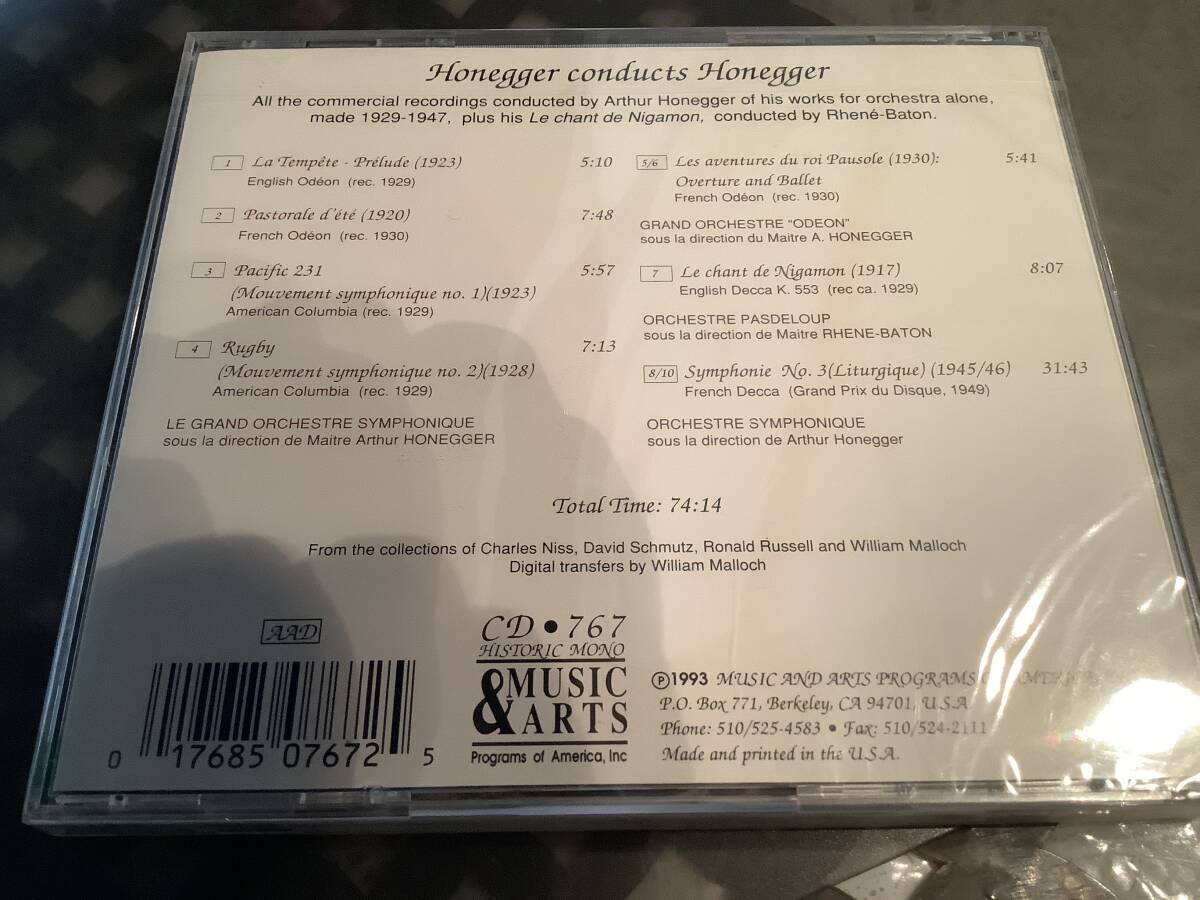 Honegger conducts Honegger
All the commercial recordings conducted by Arthur Honegger of his works for orchestra alone,
made 1929-1947, plus his Le chant de Nigamon, conducted by Rhené-Baton.
1 La Tempête - Prélude (1923) 5:10
English Odéon (rec. 1929)
2 Pastorale d'été (1920) 7:48
French Odéon (rec. 1930)
3 Pacific 231 5:57
(Mouvement symphonique no. 1)(1923)
American Columbia (rec. 1929)
4 Rugby 7:13
(Mouvement symphonique no. 2)(1928)
American Columbia (rec. 1929)
LE GRAND ORCHESTRE SYMPHONIQUE
sous la direction de Maitre Arthur HONEGGER
5/6 Les aventures du roi Pausole (1930): 5:41
Overture and Ballet
French Odéon (rec. 1930)
GRAND ORCHESTRE "ODEON"
sous la direction du Maitre A. HONEGGER
7 Le chant de Nigamon (1917) 8:07
English Decca K. 553 (rec ca. 1929)
ORCHESTRE PASDELOUP
sous la direction de Maitre RHENE-BATON
8/10 Symphonie No. 3(Liturgique) (1945/46) 31:43
French Decca (Grand Prix du Disque, 1949)
ORCHESTRE SYMPHONIQUE
sous la direction de Arthur Honegger
Total Time: 74:14
From the collections of Charles Niss, David Schmutz, Ronald Russell and William Malloch
Digital transfers by William Malloch
AAD
0 17685 07672 5
CD • 767
HISTORIC MONO
MUSIC
& ARTS
Programs of America, Inc
℗1993 MUSIC AND ARTS PROGRAMS
P.O. Box 771, Berkeley, CA 94701, U.S.A
Phone: 510/525-4583 • Fax: 510/524-2111
Made and printed in the U.S.A.